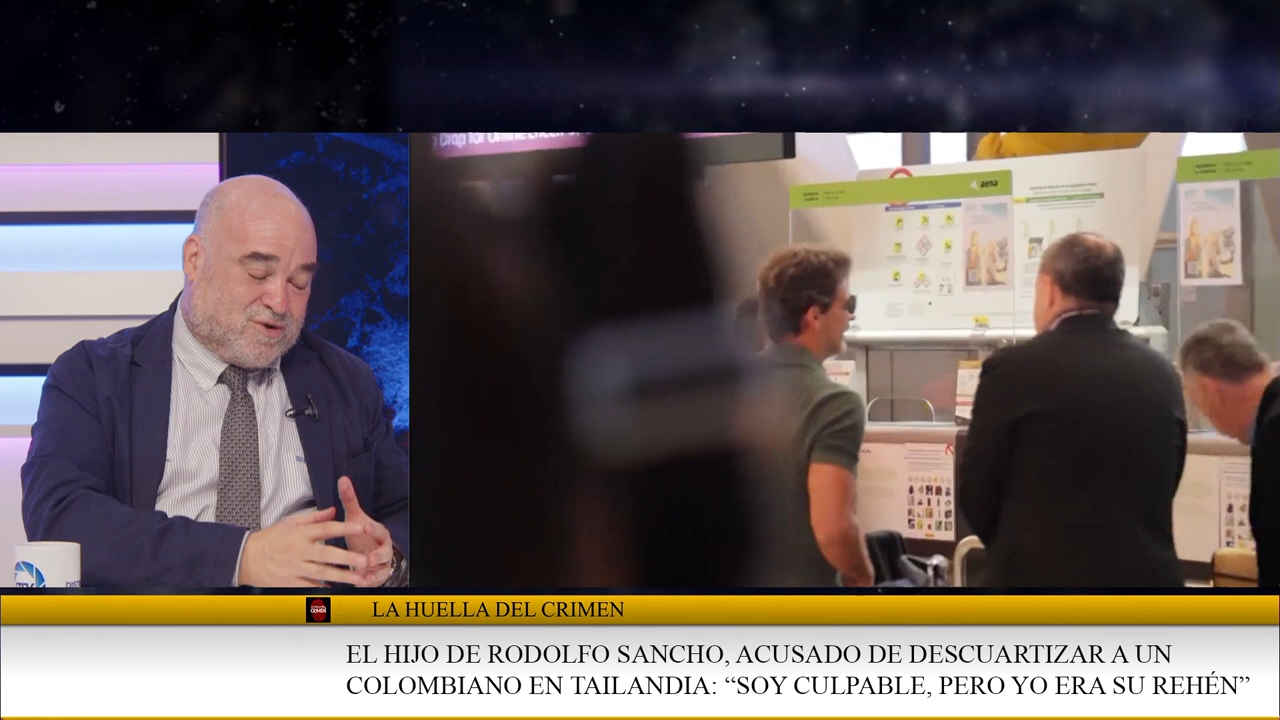 aena
LA HUELLA DEL CRIMEN
EL HIJO DE RODOLFO SANCHO, ACUSADO DE DESCUARTIZAR A UN
COLOMBIANO EN TAILANDIA: “SOY CULPABLE, PERO YO ERA SU REHÉN”